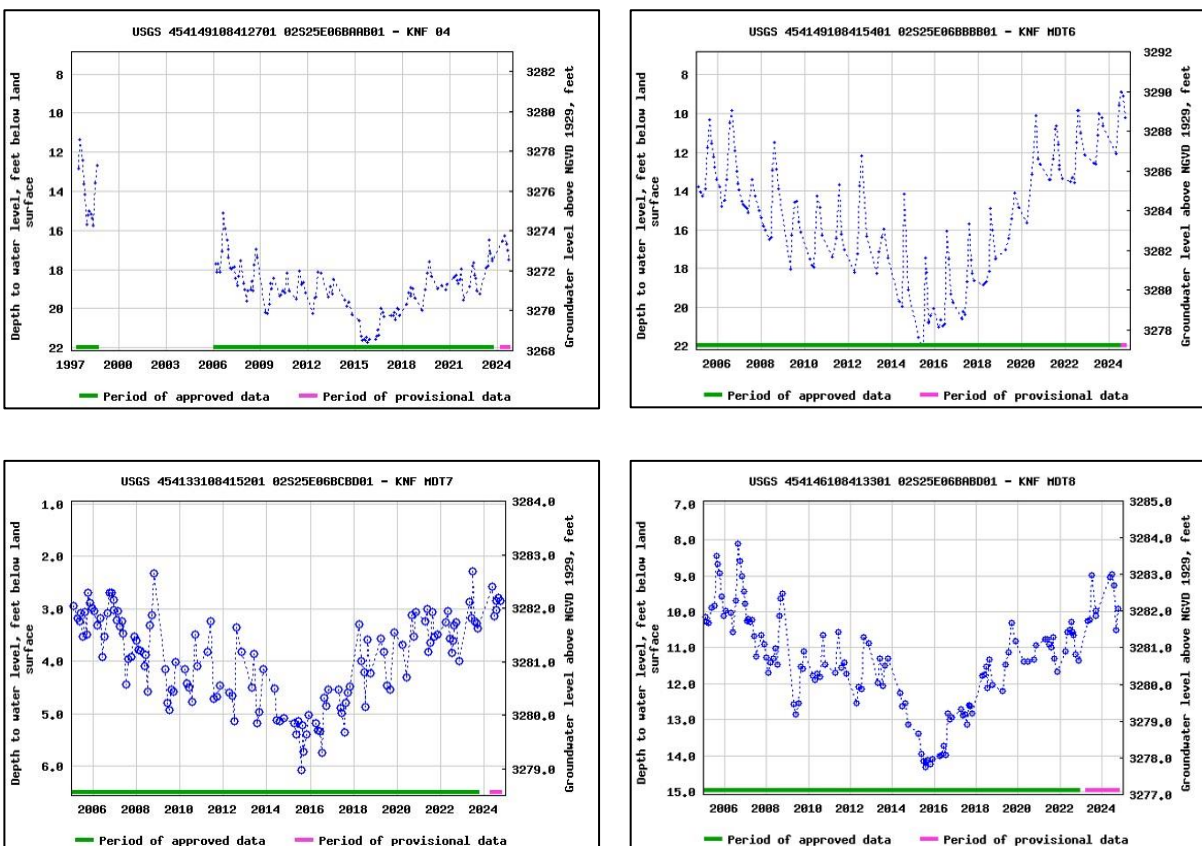 USGS 454149108412701 02S25E06BAAB01 - KNF 04
Depth to water level, feet below land
surface
Groundwater level above NGVD 1929, feet
8
10
12
14
16
18
20
22
3282
3280
3278
3276
3274
3272
3270
3268
1997 2000 2003 2006 2009 2012 2015 2018 2021 2024
Period of approved data Period of provisional data
USGS 454149108415401 02S25E06BBBB01 - KNF MDT6
Depth to water level, feet below land
surface
Groundwater level above NGVD 1929, feet
8
10
12
14
16
18
20
22
3292
3290
3288
3286
3284
3282
3280
3278
2006 2008 2010 2012 2014 2016 2018 2020 2022 2024
Period of approved data Period of provisional data
USGS 454133108415201 02S25E06BCBD01 - KNF MDT7
Depth to water level, feet below land
surface
Groundwater level above NGVD 1929, feet
1.0
2.0
3.0
4.0
5.0
6.0
3284.0
3283.0
3282.0
3281.0
3280.0
3279.0
2006 2008 2010 2012 2014 2016 2018 2020 2022 2024
Period of approved data Period of provisional data
USGS 454146108413301 02S25E06BABD01 - KNF MDT8
Depth to water level, feet below land
surface
Groundwater level above NGVD 1929, feet
7.0
8.0
9.0
10.0
11.0
12.0
13.0
14.0
15.0
3285.0
3284.0
3283.0
3282.0
3281.0
3280.0
3279.0
3278.0
3277.0
2006 2008 2010 2012 2014 2016 2018 2020 2022 2024
Period of approved data Period of provisional data